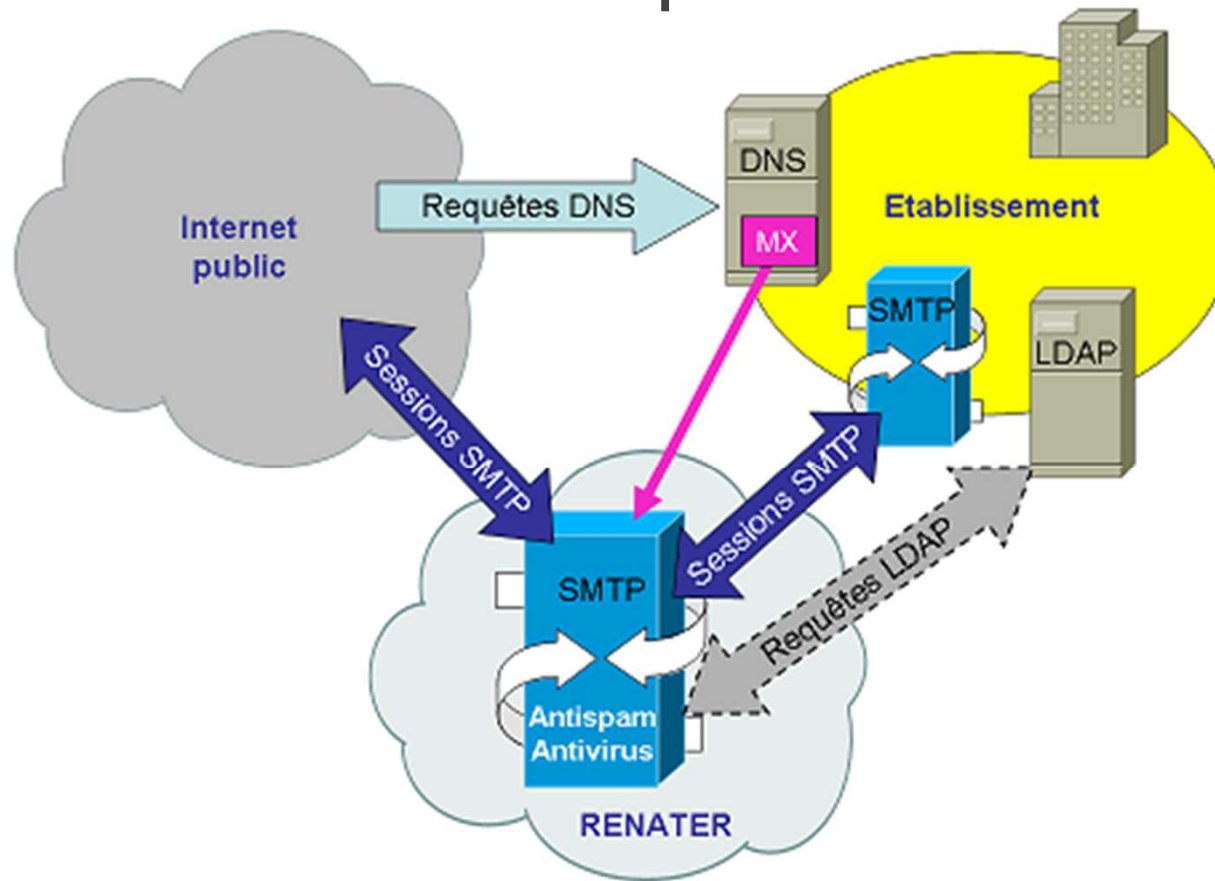 DNS
MX
Requêtes DNS
Internet
public
Etablissement
SMTP
LDAP
Sessions SMTP
Sessions SMTP
Requêtes LDAP
SMTP
Antispam
Antivirus
RENATER